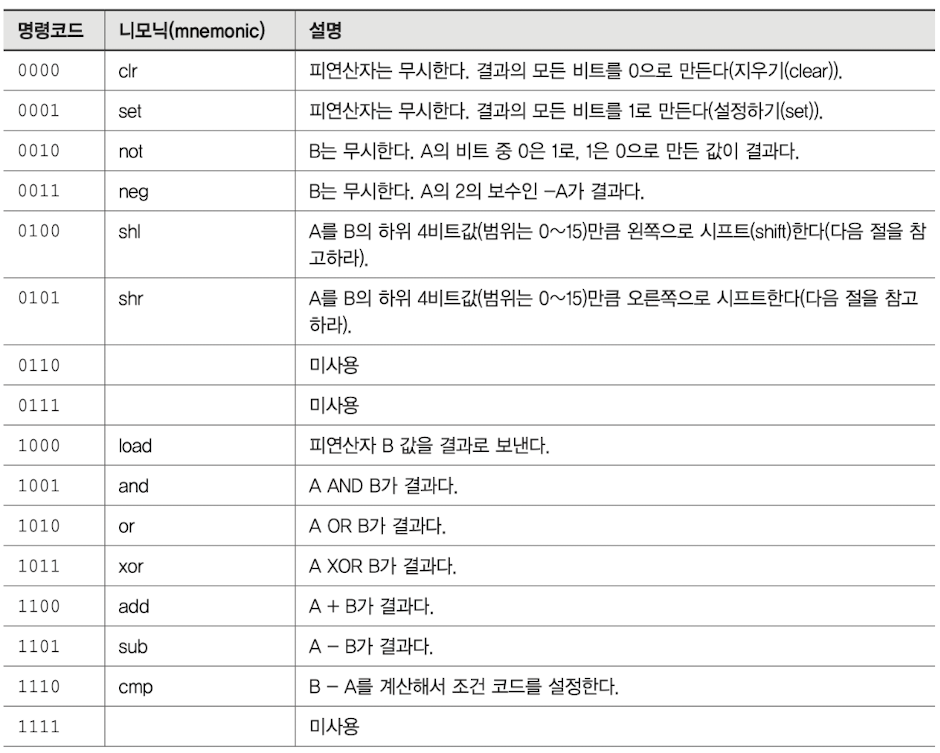 명령코드 니모닉(mnemonic) 설명
0000 clr 피연산자는 무시한다. 결과의 모든 비트를 0으로 만든다(지우기(clear)).
0001 set 피연산자는 무시한다. 결과의 모든 비트를 1로 만든다(설정하기(set)).
0010 not B는 무시한다. A의 비트 중 0은 1로, 1은 0으로 만든 값이 결과다.
0011 neg B는 무시한다. A의 2의 보수인 -A가 결과다.
0100 shl A를 B의 하위 4비트값(범위는 0~15)만큼 왼쪽으로 시프트(shift)한다(다음 절을 참
고하라).
0101 shr A를 B의 하위 4비트값(범위는 0~15)만큼 오른쪽으로 시프트한다(다음 절을 참고
하라).
0110 미사용
0111 미사용
1000 load 피연산자 B 값을 결과로 보낸다.
1001 and A AND B가 결과다.
1010 or A OR B가 결과다.
1011 xor A XOR B가 결과다.
1100 add A + B가 결과다.
1101 sub A - B가 결과다.
1110 cmp B - A를 계산해서 조건 코드를 설정한다.
1111 미사용